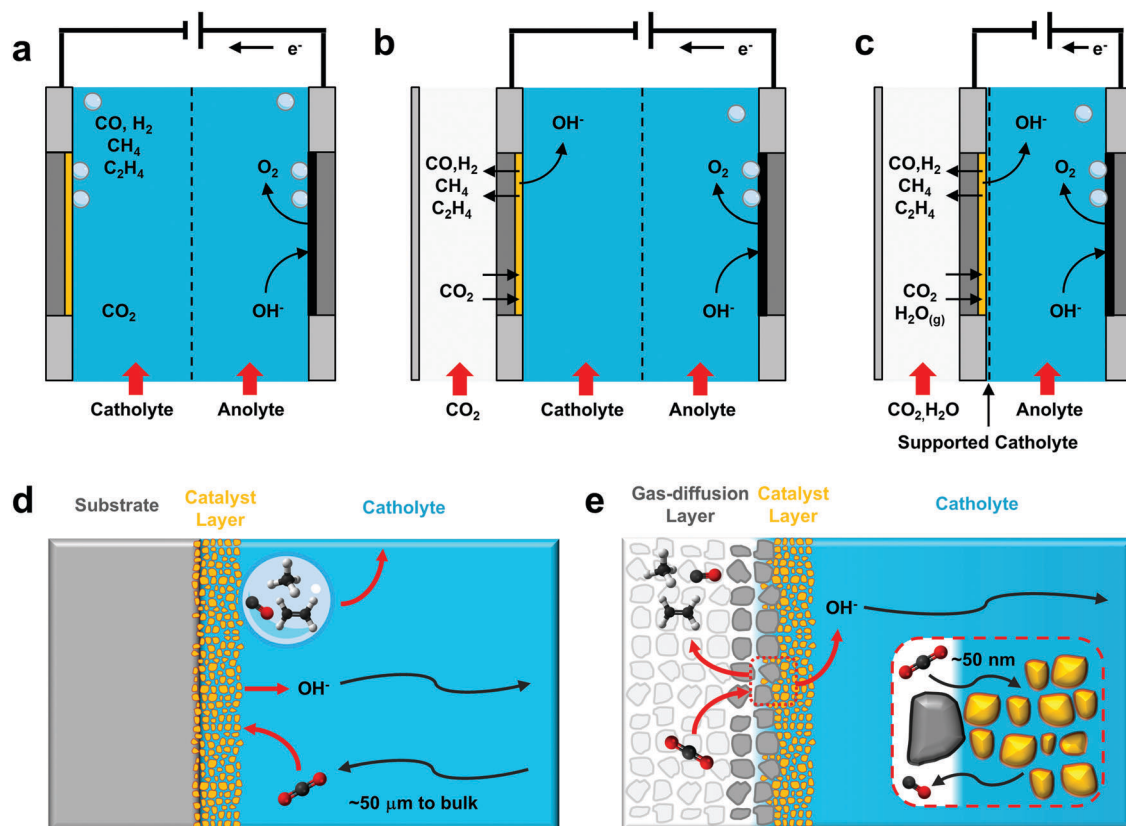 a
e-
CO, H2
CH4
C2H4
O2
CO2
OH-
Catholyte
Anolyte
b
e-
OH-
CO,H2
CH4
C2H4
O2
CO2
OH-
CO2
Catholyte
Anolyte
c
e-
OH-
CO,H2
CH4
C2H4
O2
CO2
H2O(g)
OH-
CO2,H2O
Anolyte
Supported Catholyte
d
Substrate
Catalyst
Layer
Catholyte
OH-
~50 μm to bulk
e
Gas-diffusion
Layer
Catalyst
Layer
Catholyte
OH-
~50 nm